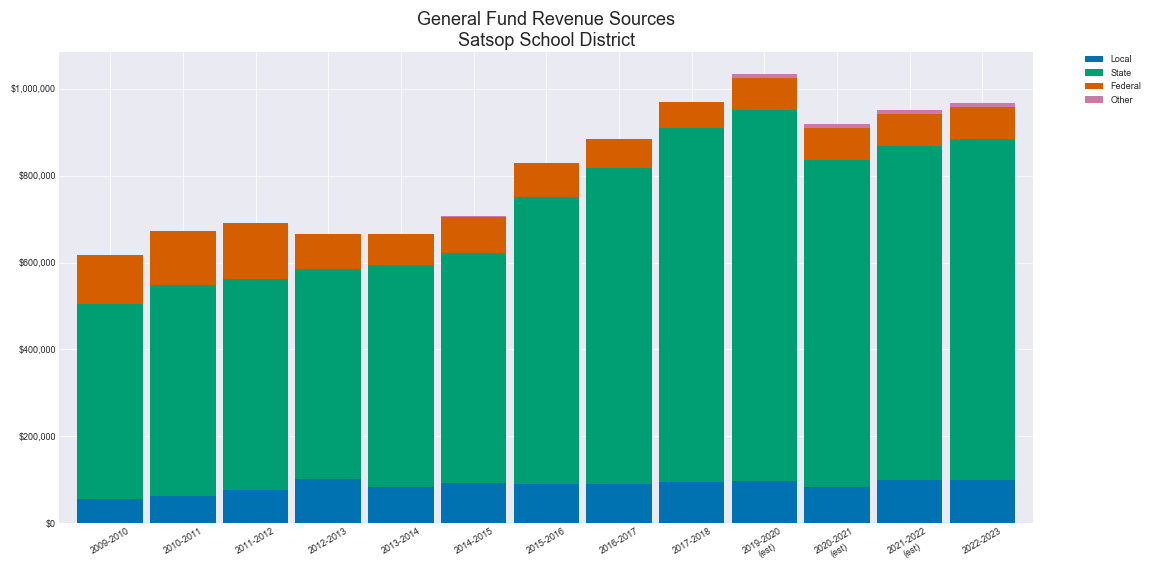 General Fund Revenue Sources
Satsop School District
Local
State
Federal
Other
$1,000,000
$800,000
$600,000
$400,000
$200,000
$0
2009-2010
2010-2011
2011-2012
2012-2013
2013-2014
2014-2015
2015-2016
2016-2017
2017-2018
2019-2020
(est)
2020-2021
(est)
2021-2022
(est)
2022-2023